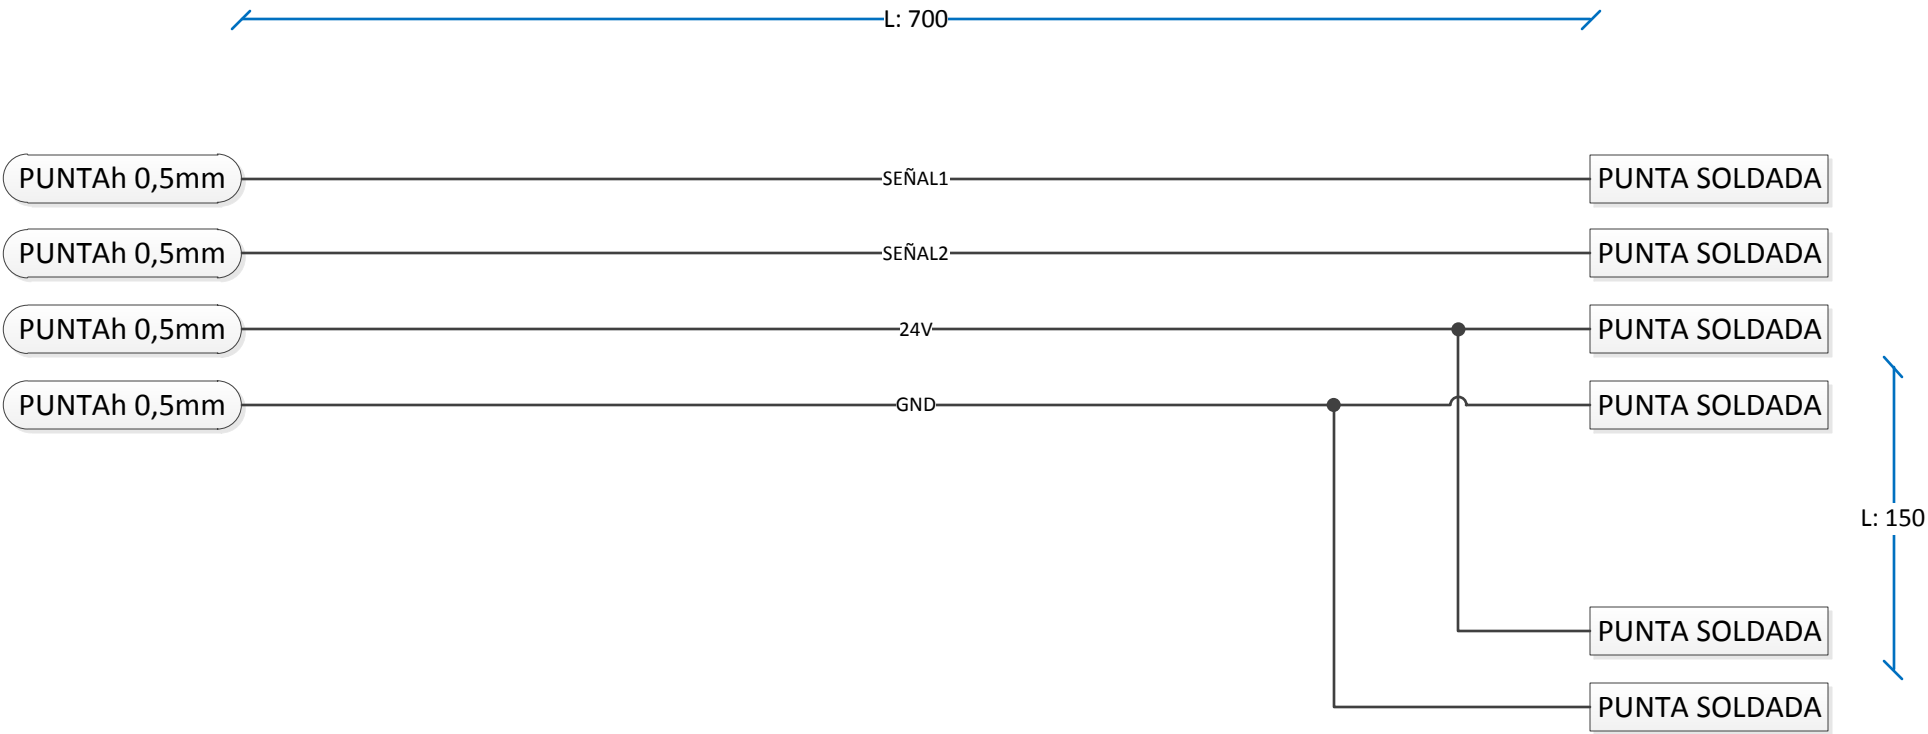 L: 700
PUNTAh 0,5mm SEÑAL1 PUNTA SOLDADA
PUNTAh 0,5mm SEÑAL2 PUNTA SOLDADA
PUNTAh 0,5mm 24V PUNTA SOLDADA
PUNTAh 0,5mm GND PUNTA SOLDADA
L: 150
PUNTA SOLDADA
PUNTA SOLDADA